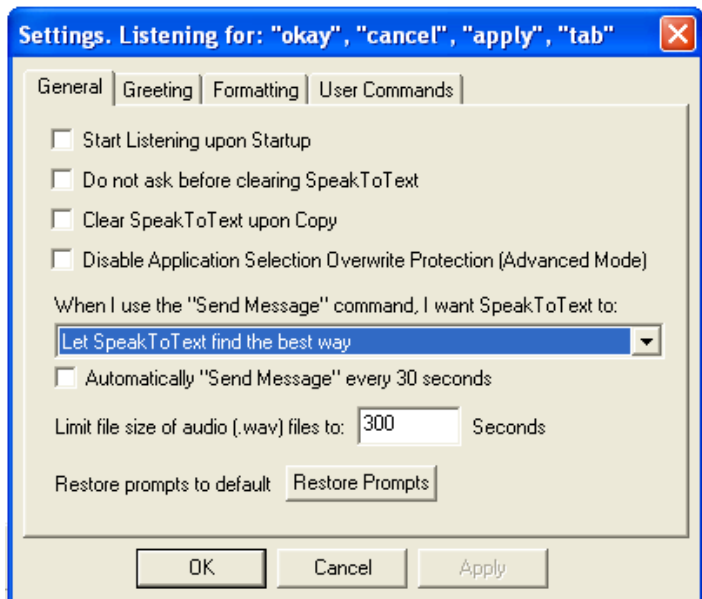 Settings. Listening for: "okay", "cancel", "apply", "tab"
General Greeting Formatting User Commands
Start Listening upon Startup
Do not ask before clearing SpeakToText
Clear SpeakToText upon Copy
Disable Application Selection Overwrite Protection (Advanced Mode)
When I use the "Send Message" command, I want SpeakToText to:
Let SpeakToText find the best way
Automatically "Send Message" every 30 seconds
Limit file size of audio (.wav) files to: 300 Seconds
Restore prompts to default Restore Prompts
OK Cancel Apply